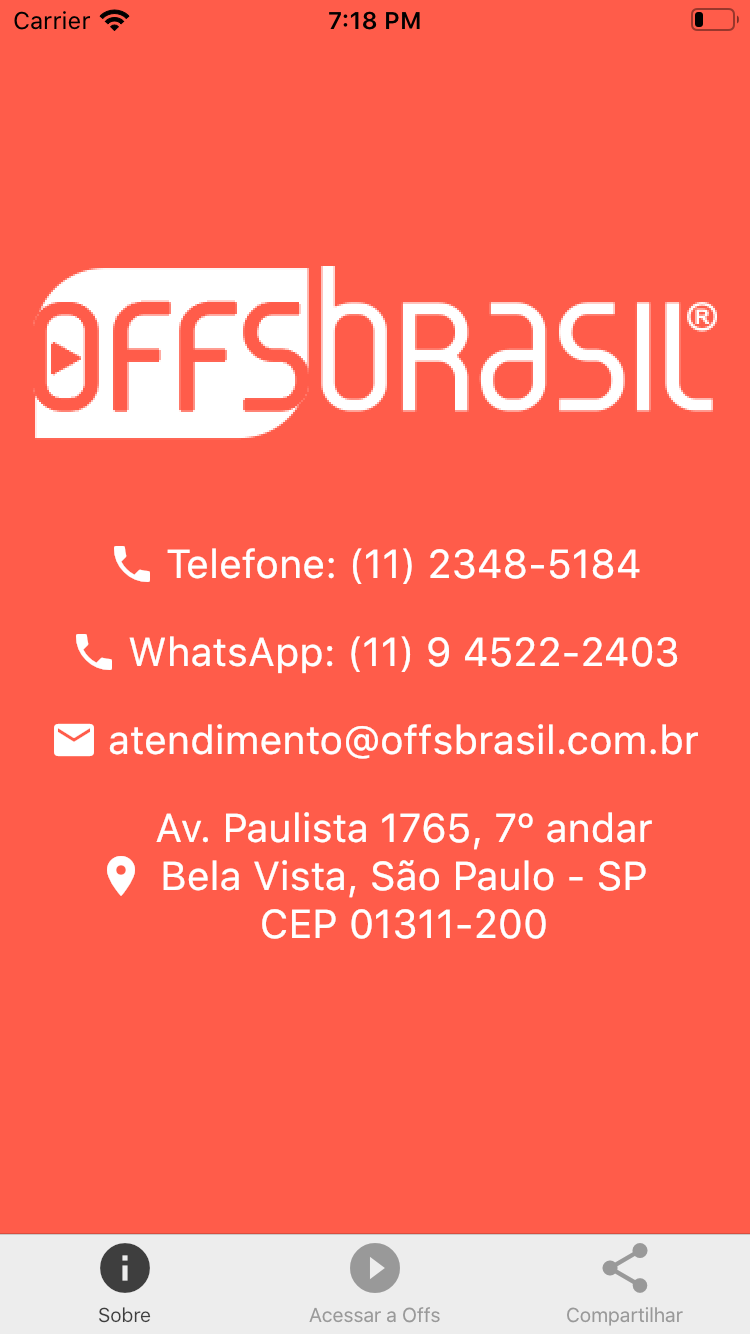 Carrier
7:18 PM
OFFSbRASIL®
Telefone: (11) 2348-5184
WhatsApp: (11) 9 4522-2403
atendimento@offsbrasil.com.br
Av. Paulista 1765, 7º andar
Bela Vista, São Paulo - SP
CEP 01311-200
Sobre
Acessar a Offs
Compartilhar